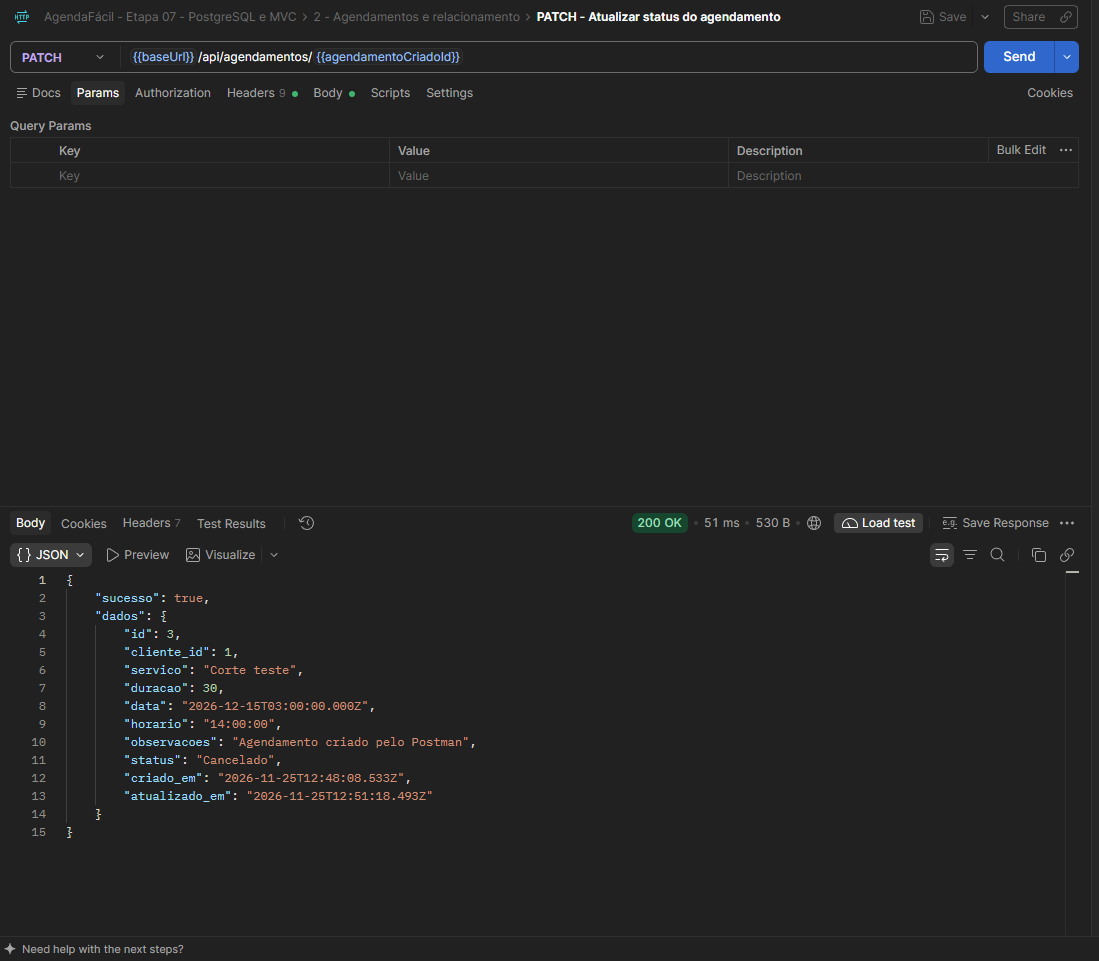 HTTP AgendaFácil - Etapa 07 - PostgreSQL e MVC > 2 - Agendamentos e relacionamento > PATCH - Atualizar status do agendamento Save Share
PATCH {{baseUrl}} /api/agendamentos/ {{agendamentoCriadoId}} Send
Docs Params Authorization Headers 9 Body Scripts Settings Cookies
Query Params
Key Value Description Bulk Edit ...
Key Value Description
Body Cookies Headers 7 Test Results 200 OK • 51 ms • 530 B • Load test e.g. Save Response ...
{} JSON Preview Visualize
1 {
2 "sucesso": true,
3 "dados": {
4 "id": 3,
5 "cliente_id": 1,
6 "servico": "Corte teste",
7 "duracao": 30,
8 "data": "2026-12-15T03:00:00.000Z",
9 "horario": "14:00:00",
10 "observacoes": "Agendamento criado pelo Postman",
11 "status": "Cancelado",
12 "criado_em": "2026-11-25T12:48:08.533Z",
13 "atualizado_em": "2026-11-25T12:51:18.493Z"
14 }
15 }
Need help with the next steps?